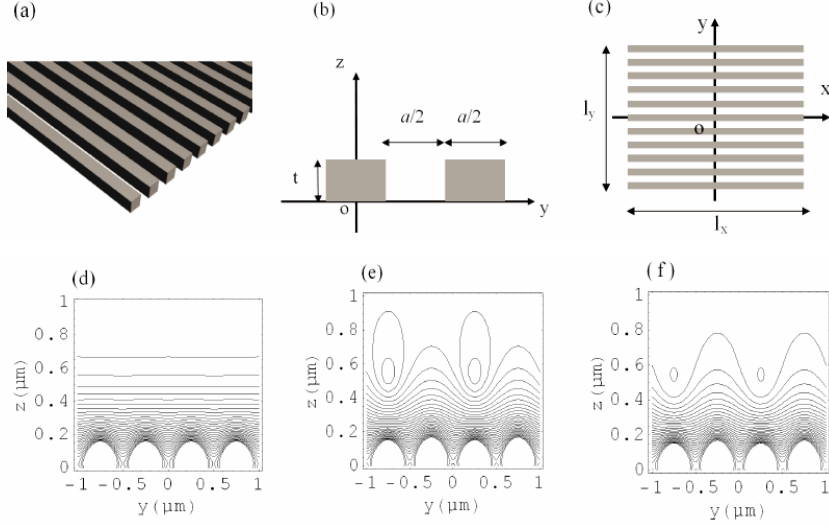 (a)
(b)
(c)
z
a/2
a/2
t
o
y
y
x
l_y
o
l_x
(d)
(e)
(f)
1
0.8
0.6
0.4
0.2
0
z (μm)
-1 -0.5 0 0.5 1
y (μm)
1
0.8
0.6
0.4
0.2
0
z (μm)
-1 -0.5 0 0.5 1
y (μm)
1
0.8
0.6
0.4
0.2
0
z (μm)
-1 -0.5 0 0.5 1
y (μm)